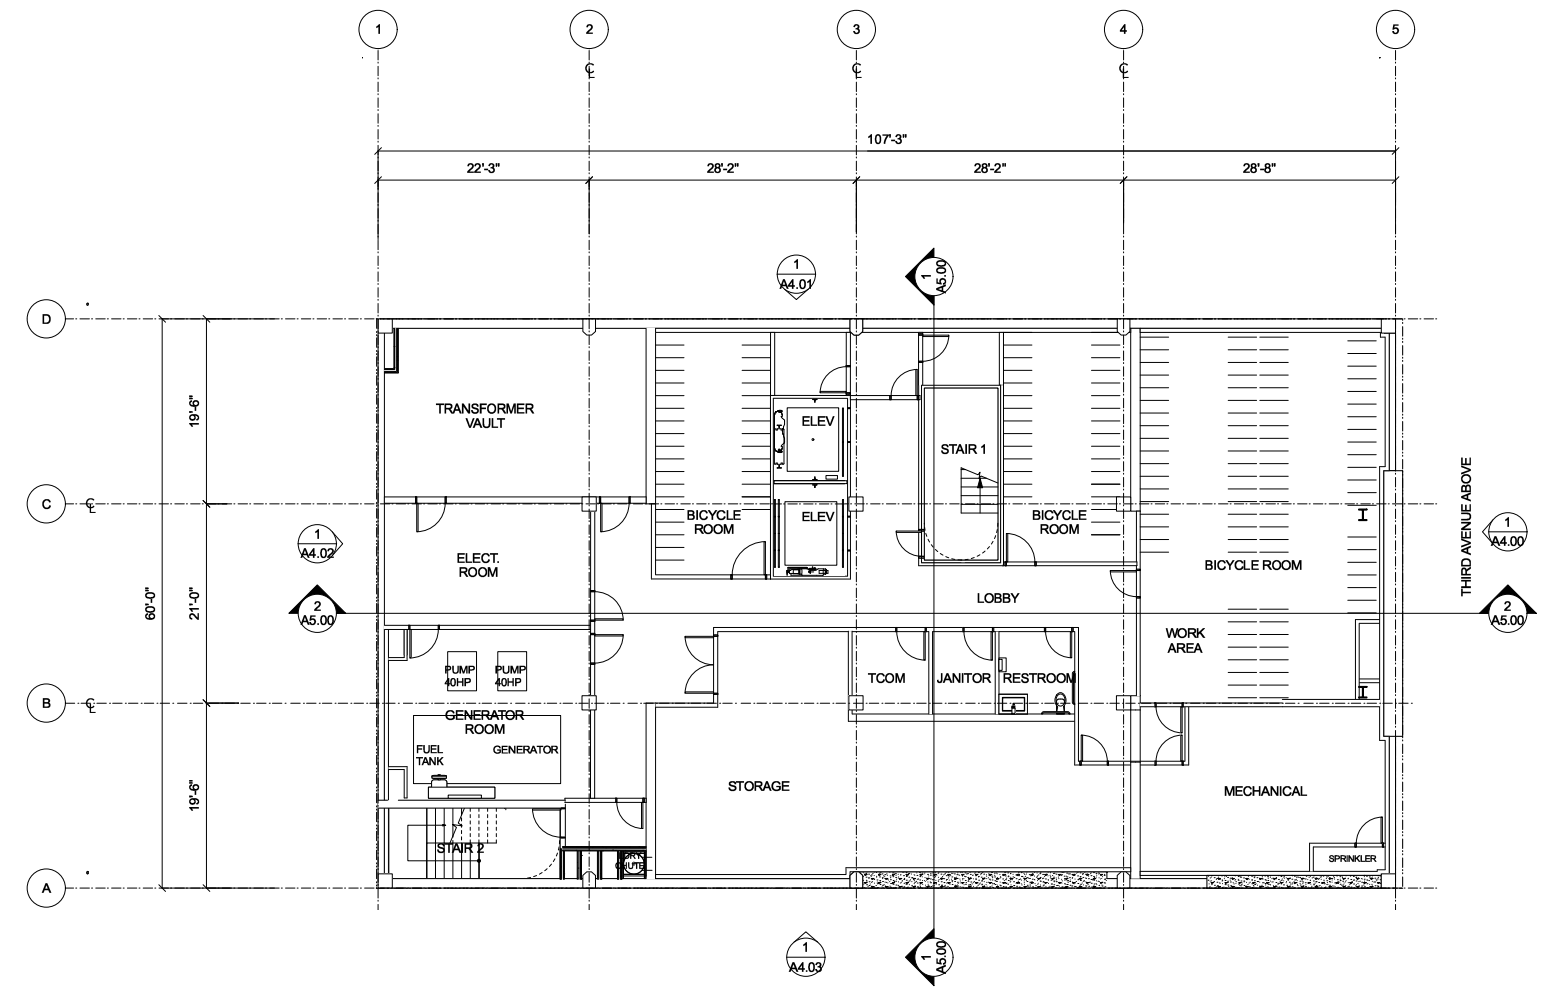 1
2
3
4
5
℄
℄
℄
107'-3"
22'-3"
28'-2"
28'-2"
28'-8"
1
A4.01
1
A5.00
D
19'-6"
TRANSFORMER
VAULT
ELEV
STAIR 1
C
℄
BICYCLE
ROOM
ELEV
BICYCLE
ROOM
THIRD AVENUE ABOVE
1
A4.02
1
A4.00
ELECT.
ROOM
BICYCLE ROOM
60'-0"
21'-0"
LOBBY
2
A5.00
2
A5.00
WORK
AREA
PUMP
40HP
PUMP
40HP
TCOM
JANITOR
RESTROOM
B
℄
GENERATOR
ROOM
FUEL
TANK
GENERATOR
19'-6"
STORAGE
MECHANICAL
STAIR 2
CHUTE
SPRINKLER
A
1
A4.03
1
A5.00